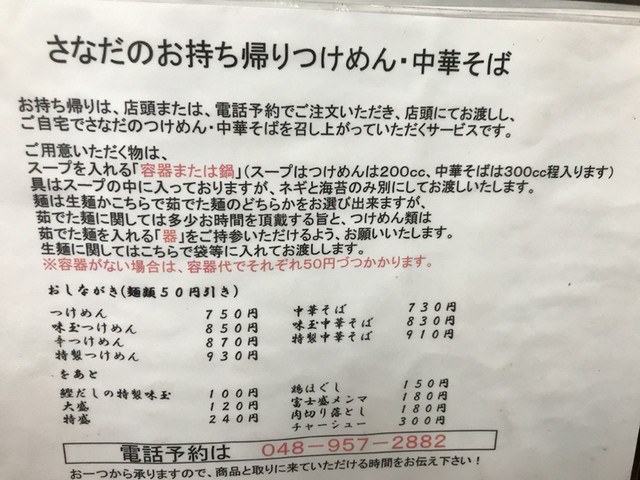 さなだのお持ち帰りつけめん・中華そば
お持ち帰りは、店頭または、電話予約でご注文いただき、店頭にてお渡しし、
ご自宅でさなだのつけめん・中華そばを召し上がっていただくサービスです。
ご用意いただく物は、
スープを入れる「容器または鍋」(スープはつけめんは200cc、中華そばは300cc程入ります)
具はスープの中に入っておりますが、ネギと海苔のみ別にしてお渡しいたします。
麺は生麺かこちらで茹でた麺のどちらかをお選び出来ますが、
茹でた麺に関しては多少お時間を頂戴する旨と、つけめん類は
茹でた麺を入れる「器」をご持参いただけるよう、お願いいたします。
生麺に関してはこちらで袋等に入れてお渡しします。
※容器がない場合は、容器代でそれぞれ50円づつかかります。
おしながき(麺類50円引き)
つけめん 750円
味玉つけめん 850円
辛つけめん 870円
特製つけめん 930円
中華そば 730円
味玉中華そば 830円
特製中華そば 910円
をあと
鰹だしの特製味玉 100円
大盛 120円
特盛 240円
鶏ほぐし 150円
富士盛メンマ 180円
肉切り落とし 180円
チャーシュー 300円
電話予約は 048-957-2882
お一つから承りますので、商品と取りに来ていただける時間をお伝え下さい!